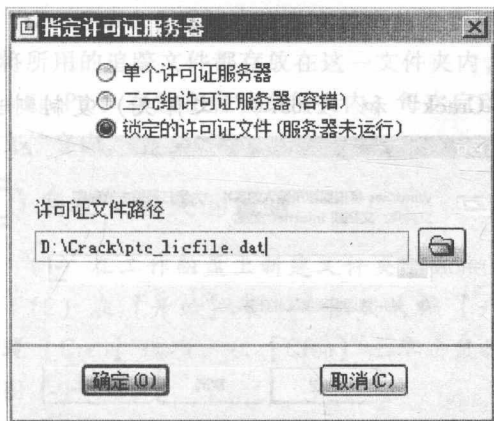 指定许可证服务器
单个许可证服务器
三元组许可证服务器(容错)
锁定的许可证文件(服务器未运行)
许可证文件路径
D:\Crack\ptc_licfile.dat
确定(O)
取消(C)